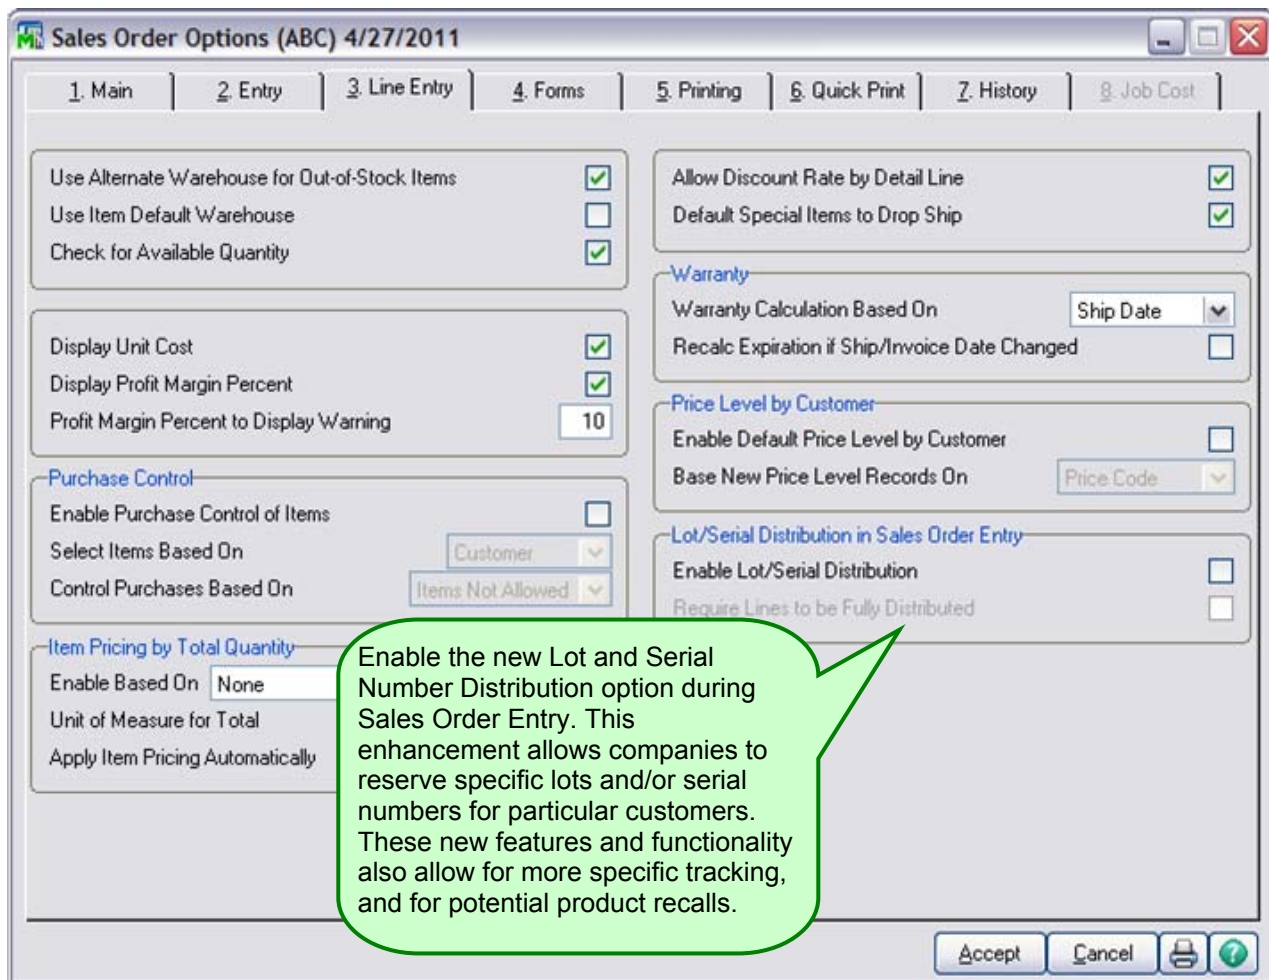 Sales Order Options (ABC) 4/27/2011
1. Main
2. Entry
3. Line Entry
4. Forms
5. Printing
6. Quick Print
7. History
8. Job Cost
Use Alternate Warehouse for Out-of-Stock Items
Use Item Default Warehouse
Check for Available Quantity
Display Unit Cost
Display Profit Margin Percent
Profit Margin Percent to Display Warning 10
Purchase Control
Enable Purchase Control of Items
Select Items Based On Customer
Control Purchases Based On Items Not Allowed
Item Pricing by Total Quantity
Enable Based On None
Unit of Measure for Total
Apply Item Pricing Automatically
Allow Discount Rate by Detail Line
Default Special Items to Drop Ship
Warranty
Warranty Calculation Based On Ship Date
Recalc Expiration if Ship/Invoice Date Changed
Price Level by Customer
Enable Default Price Level by Customer
Base New Price Level Records On Price Code
Lot/Serial Distribution in Sales Order Entry
Enable Lot/Serial Distribution
Require Lines to be Fully Distributed
Enable the new Lot and Serial
Number Distribution option during
Sales Order Entry. This
enhancement allows companies to
reserve specific lots and/or serial
numbers for particular customers.
These new features and functionality
also allow for more specific tracking,
and for potential product recalls.
Accept
Cancel